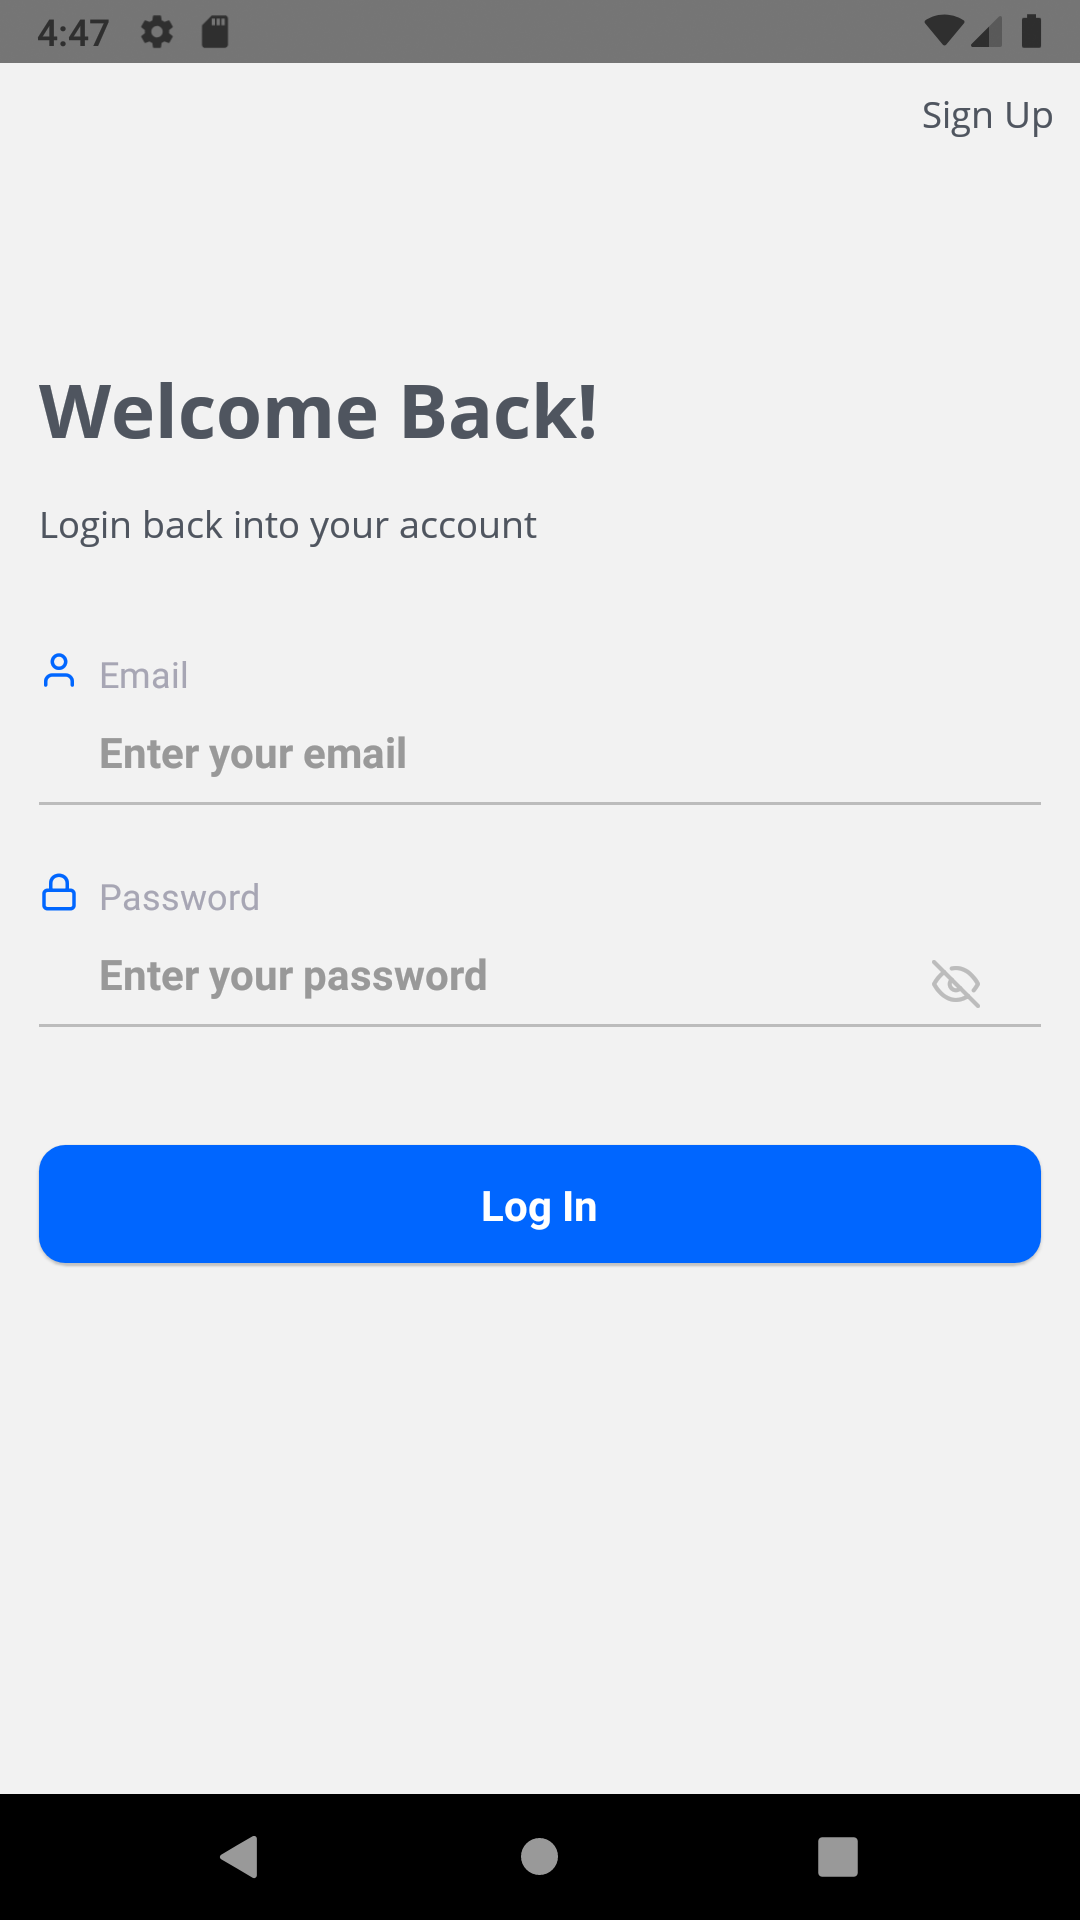 4:47
Sign Up
Welcome Back!
Login back into your account
Email
Enter your email
Password
Enter your password
Log In